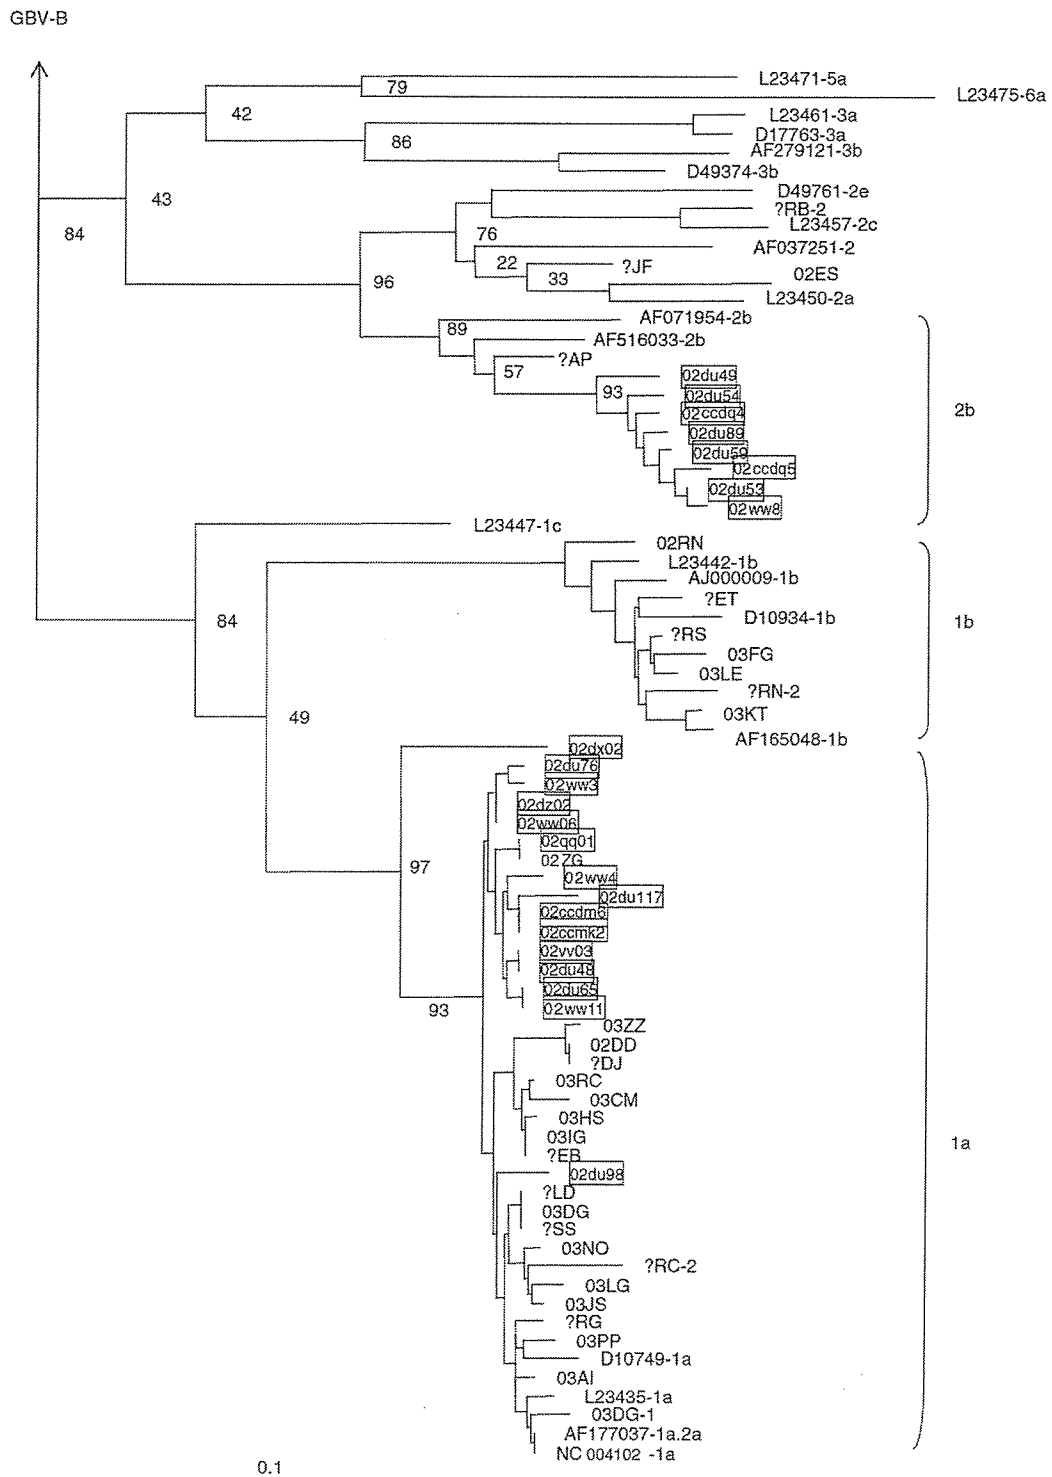 GBV-B
79
L23471-5a
L23475-6a
42
L23461-3a
D17763-3a
86
AF279121-3b
D49374-3b
43
D49761-2e
?RB-2
L23457-2c
84
76
AF037251-2
22
?JF
33
02ES
96
L23450-2a
AF071954-2b
89
AF516033-2b
?AP
57
02du49
93
02du54
02ccdq4
2b
02du89
02du59
02ccdq5
02du53
02ww8
L23447-1c
02RN
L23442-1b
AJ000009-1b
?ET
D10934-1b
84
1b
?RS
03FG
03LE
?RN-2
49
03KT
AF165048-1b
02dx02
02du76
02ww3
02dz02
02ww06
02qq01
02ZG
97
02ww4
02du117
02ccdm6
02ccmk2
02vv03
02du48
02du65
02ww11
93
03ZZ
02DD
?DJ
03RC
03CM
03HS
03IG
1a
?EB
02du98
?LD
03DG
?SS
03NO
?RC-2
03LG
03JS
?RG
03PP
D10749-1a
03AI
L23435-1a
03DG-1
AF177037-1a.2a
NC 004102 -1a
0.1